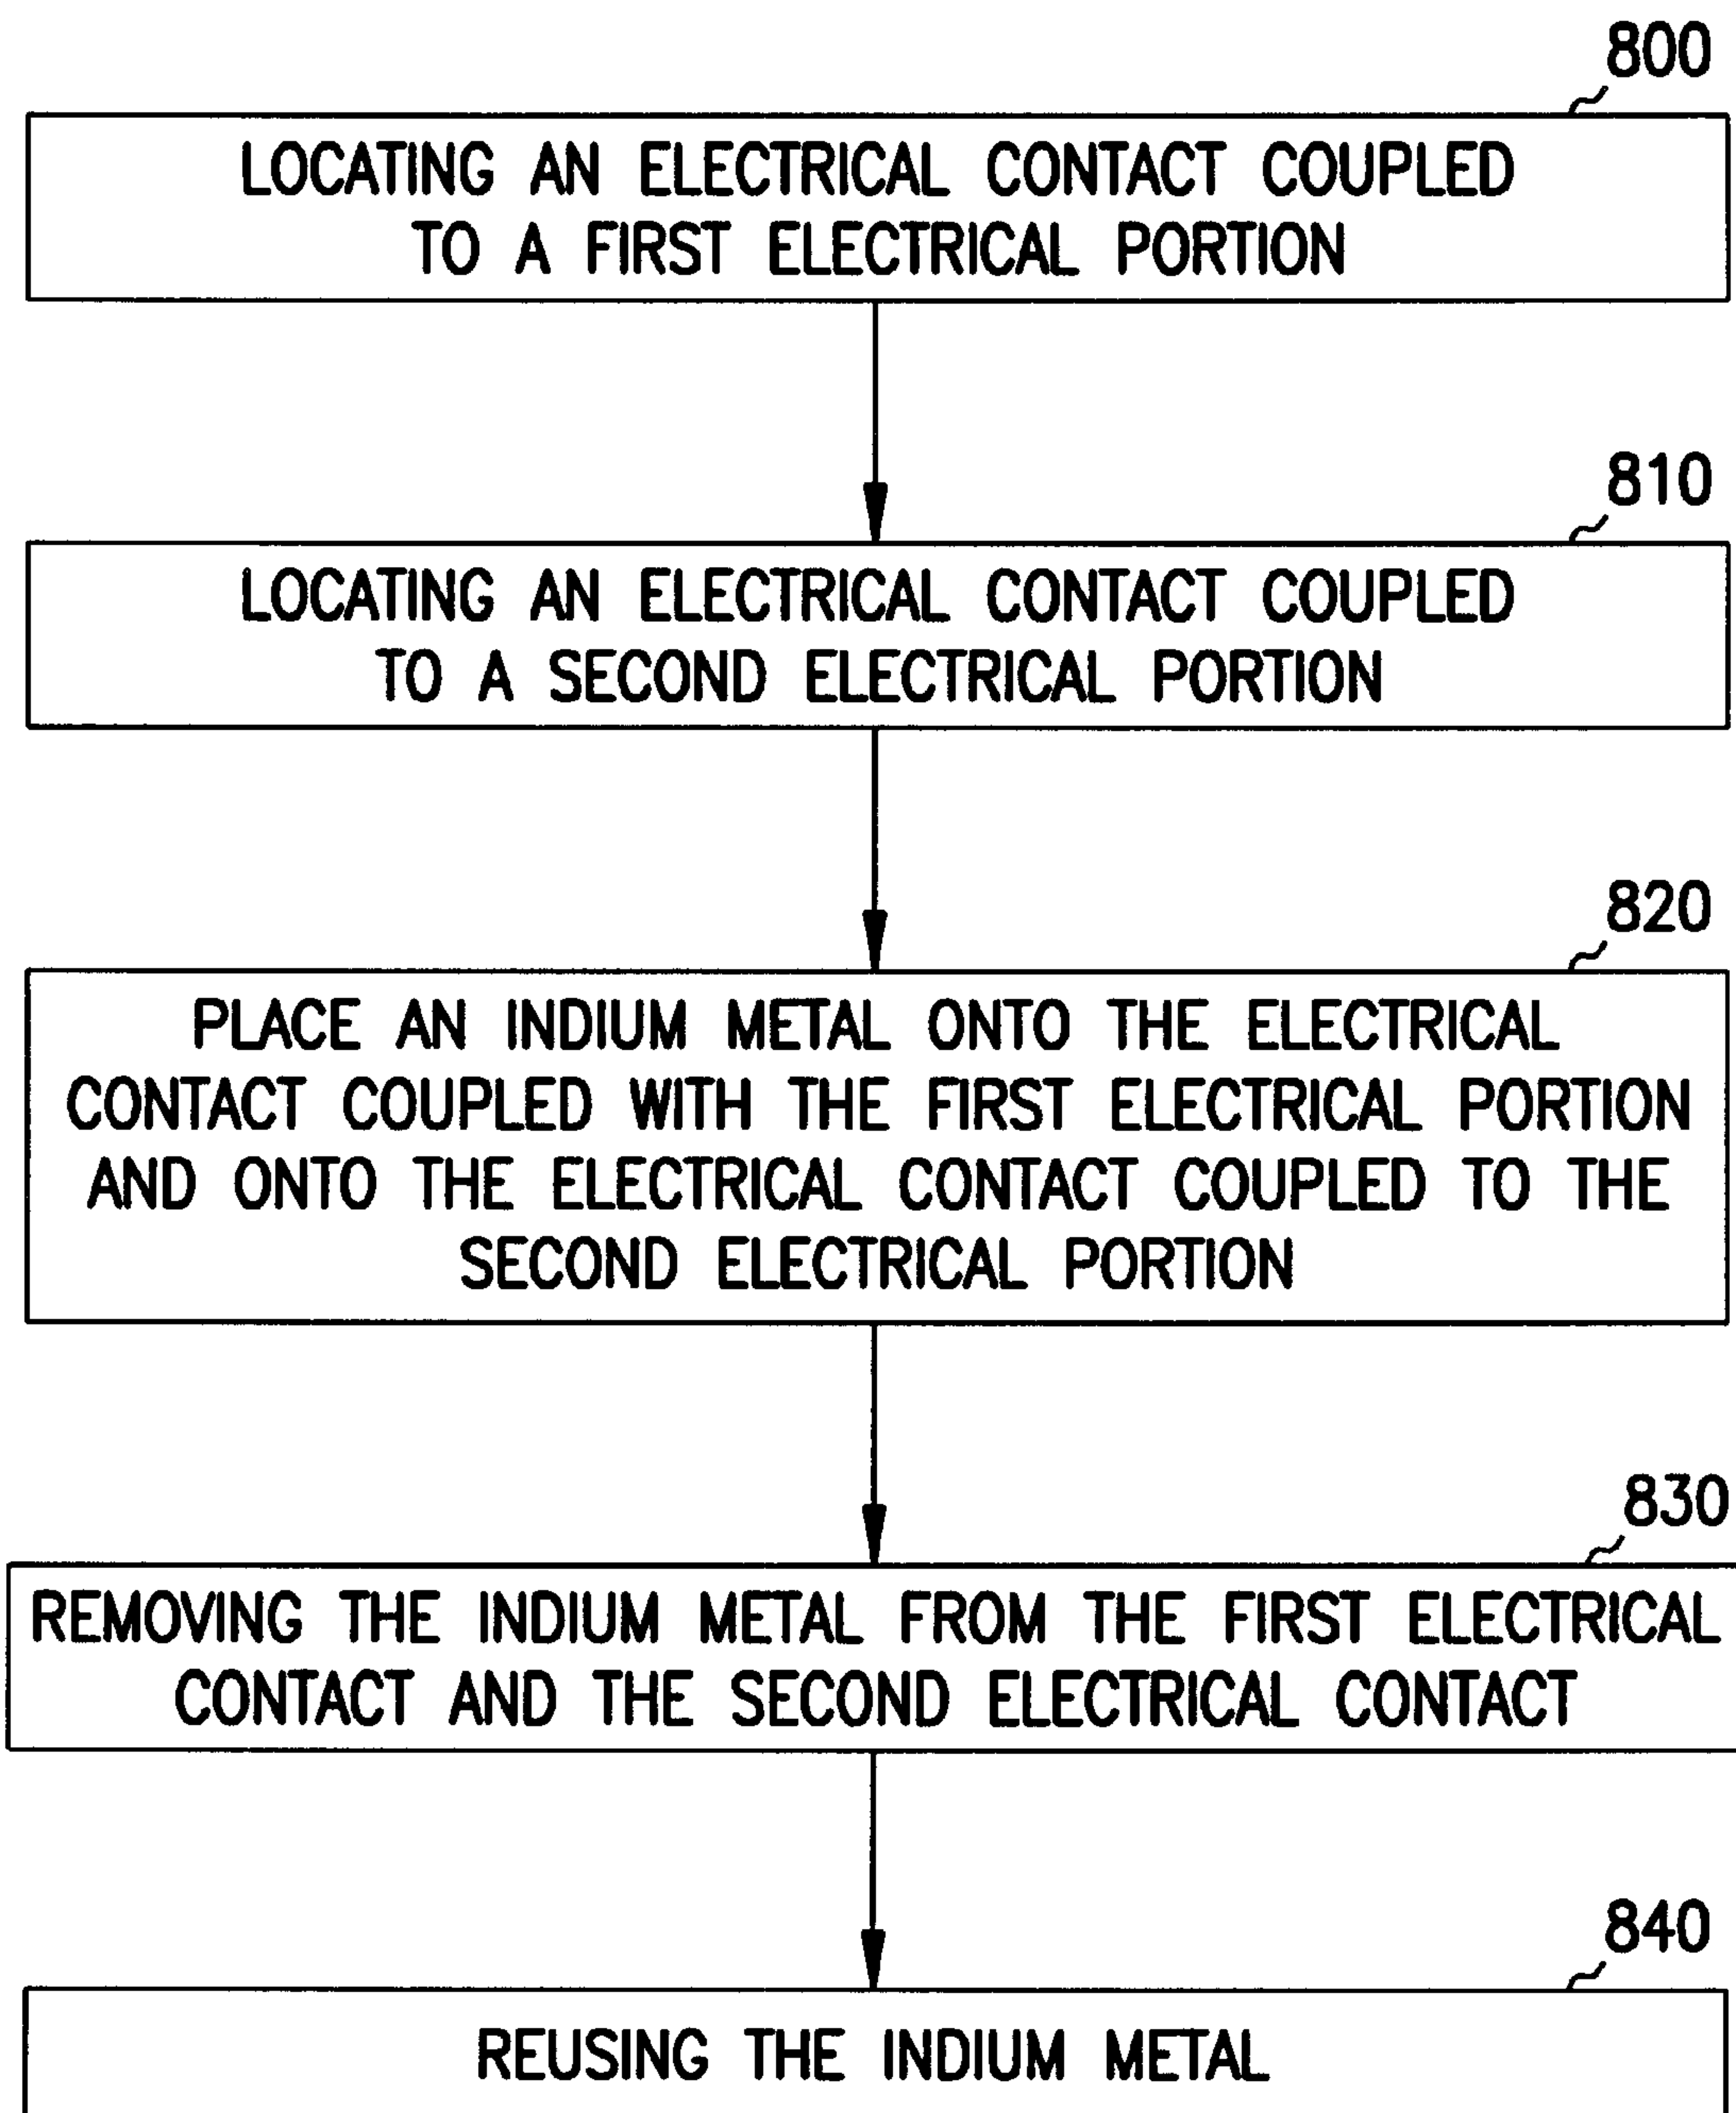 800
LOCATING AN ELECTRICAL CONTACT COUPLED
TO A FIRST ELECTRICAL PORTION
810
LOCATING AN ELECTRICAL CONTACT COUPLED
TO A SECOND ELECTRICAL PORTION
820
PLACE AN INDIUM METAL ONTO THE ELECTRICAL
CONTACT COUPLED WITH THE FIRST ELECTRICAL PORTION
AND ONTO THE ELECTRICAL CONTACT COUPLED TO THE
SECOND ELECTRICAL PORTION
830
REMOVING THE INDIUM METAL FROM THE FIRST ELECTRICAL
CONTACT AND THE SECOND ELECTRICAL CONTACT
840
REUSING THE INDIUM METAL